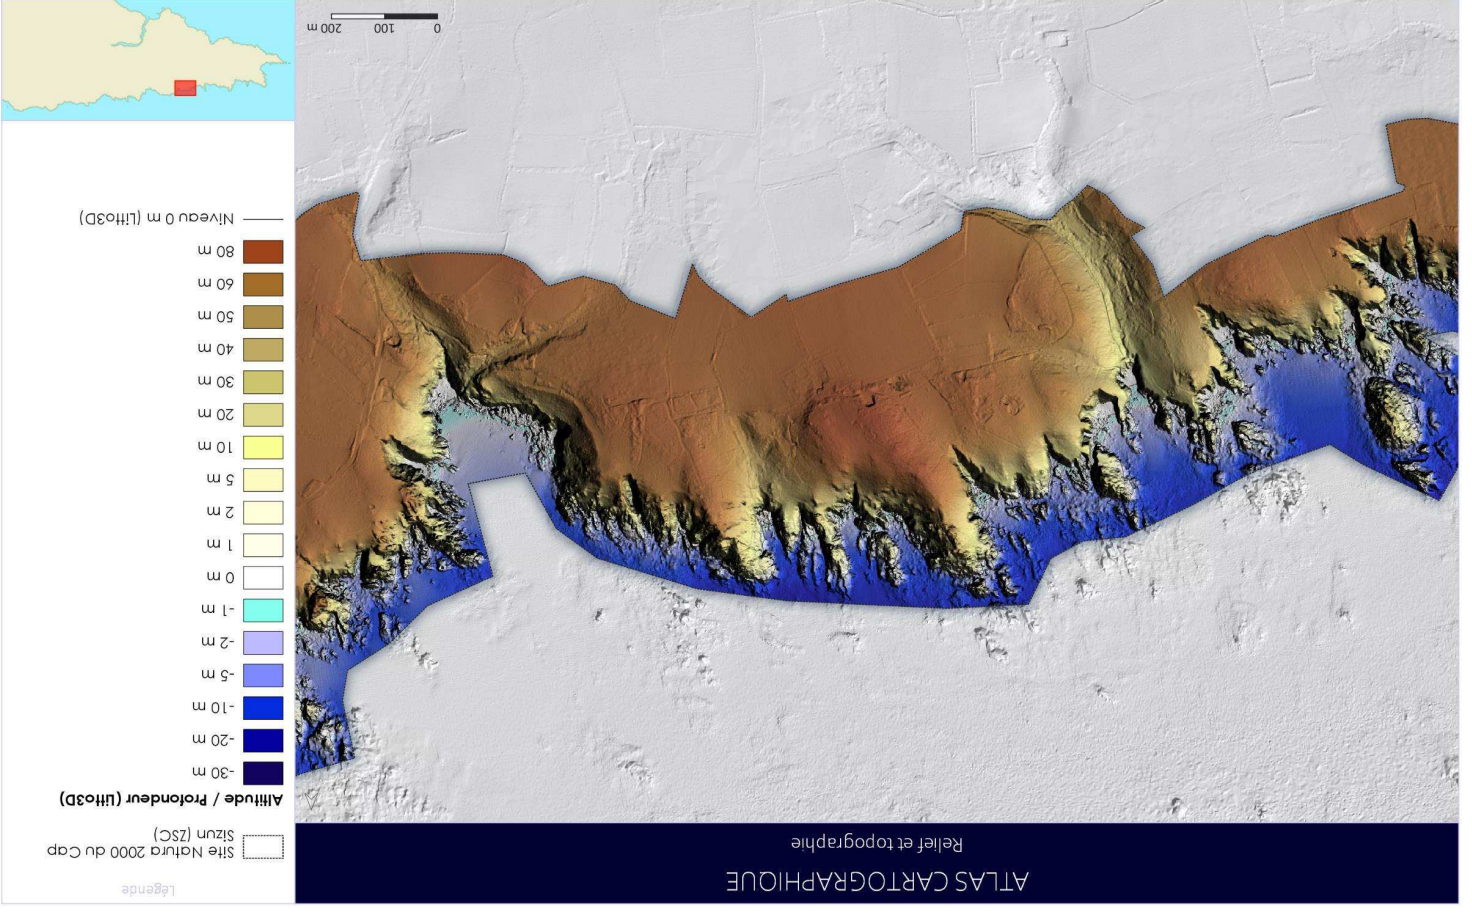 ATLAS CARTOGRAPHIQUE
Relief et topographie
Légende
Site Natura 2000 du Cap
Sizun (ZSC)
Altitude / Profondeur (Litto3D)
-30 m
-20 m
-10 m
-5 m
-2 m
-1 m
0 m
1 m
2 m
5 m
10 m
20 m
30 m
40 m
50 m
60 m
80 m
Niveau 0 m (Litto3D)
0 100 200 m